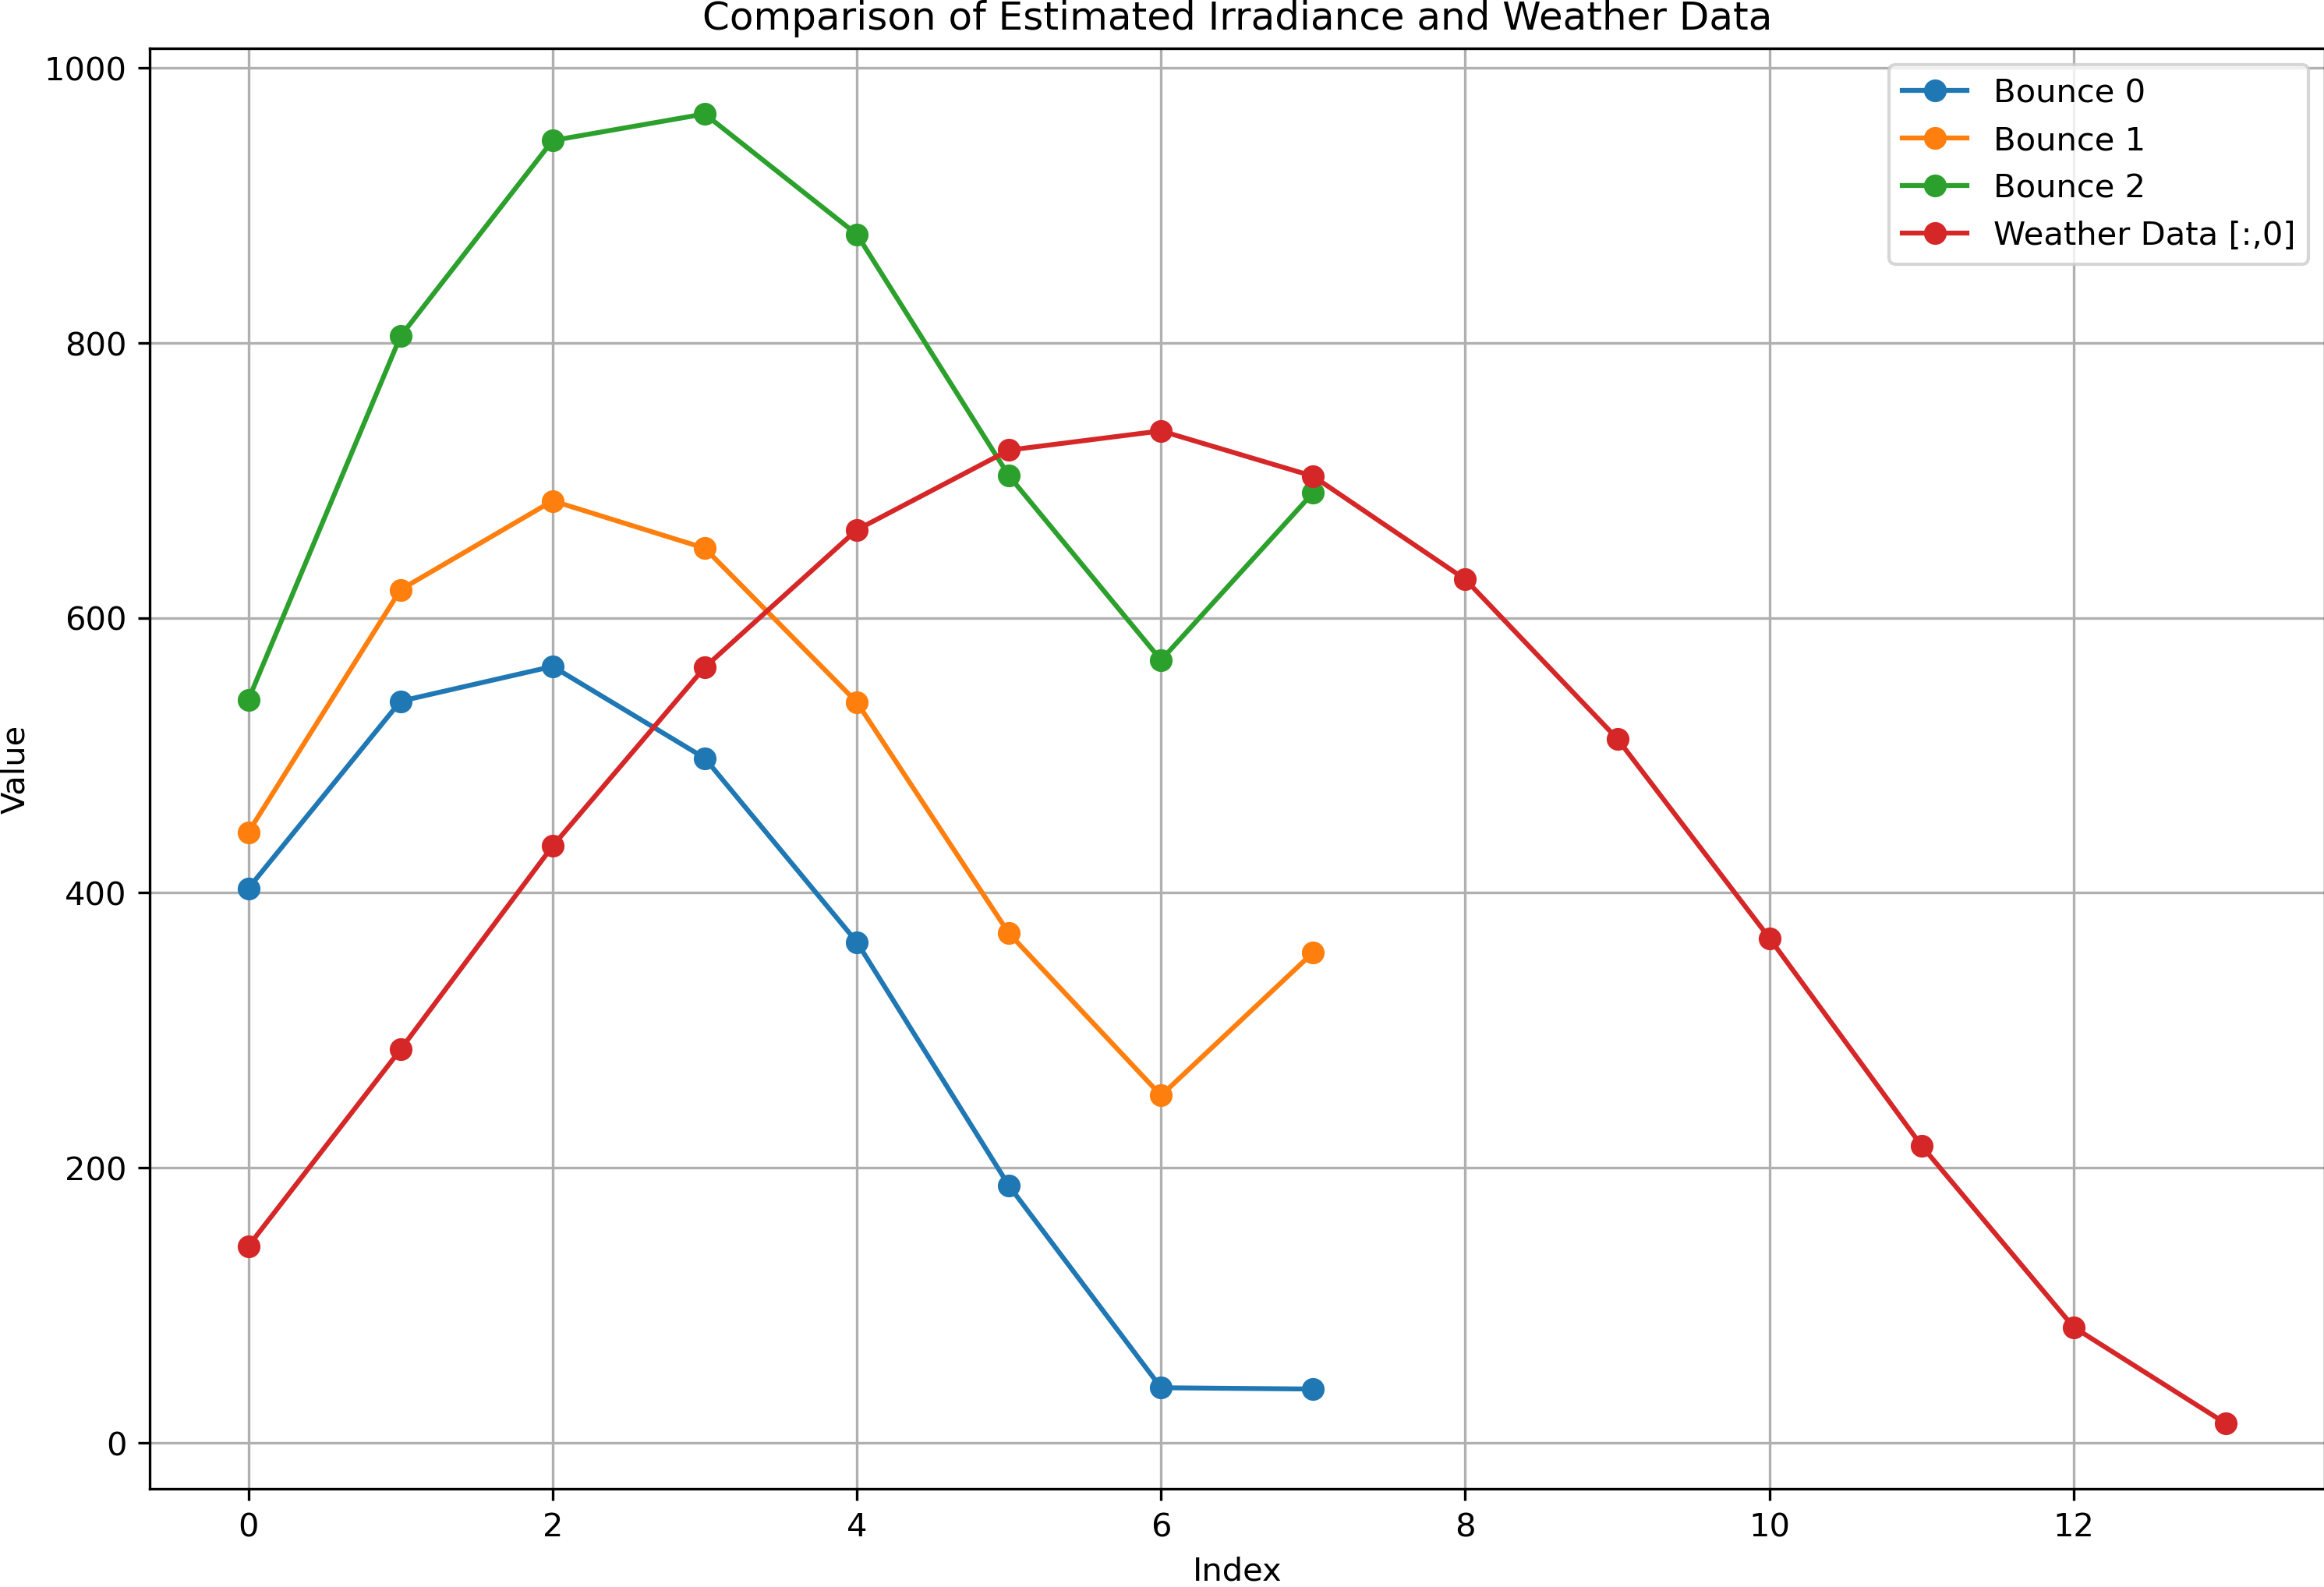 Comparison of Estimated Irradiance and Weather Data
1000
800
600
400
200
0
Value
Bounce 0
Bounce 1
Bounce 2
Weather Data [:,0]
0 2 4 6 8 10 12
Index